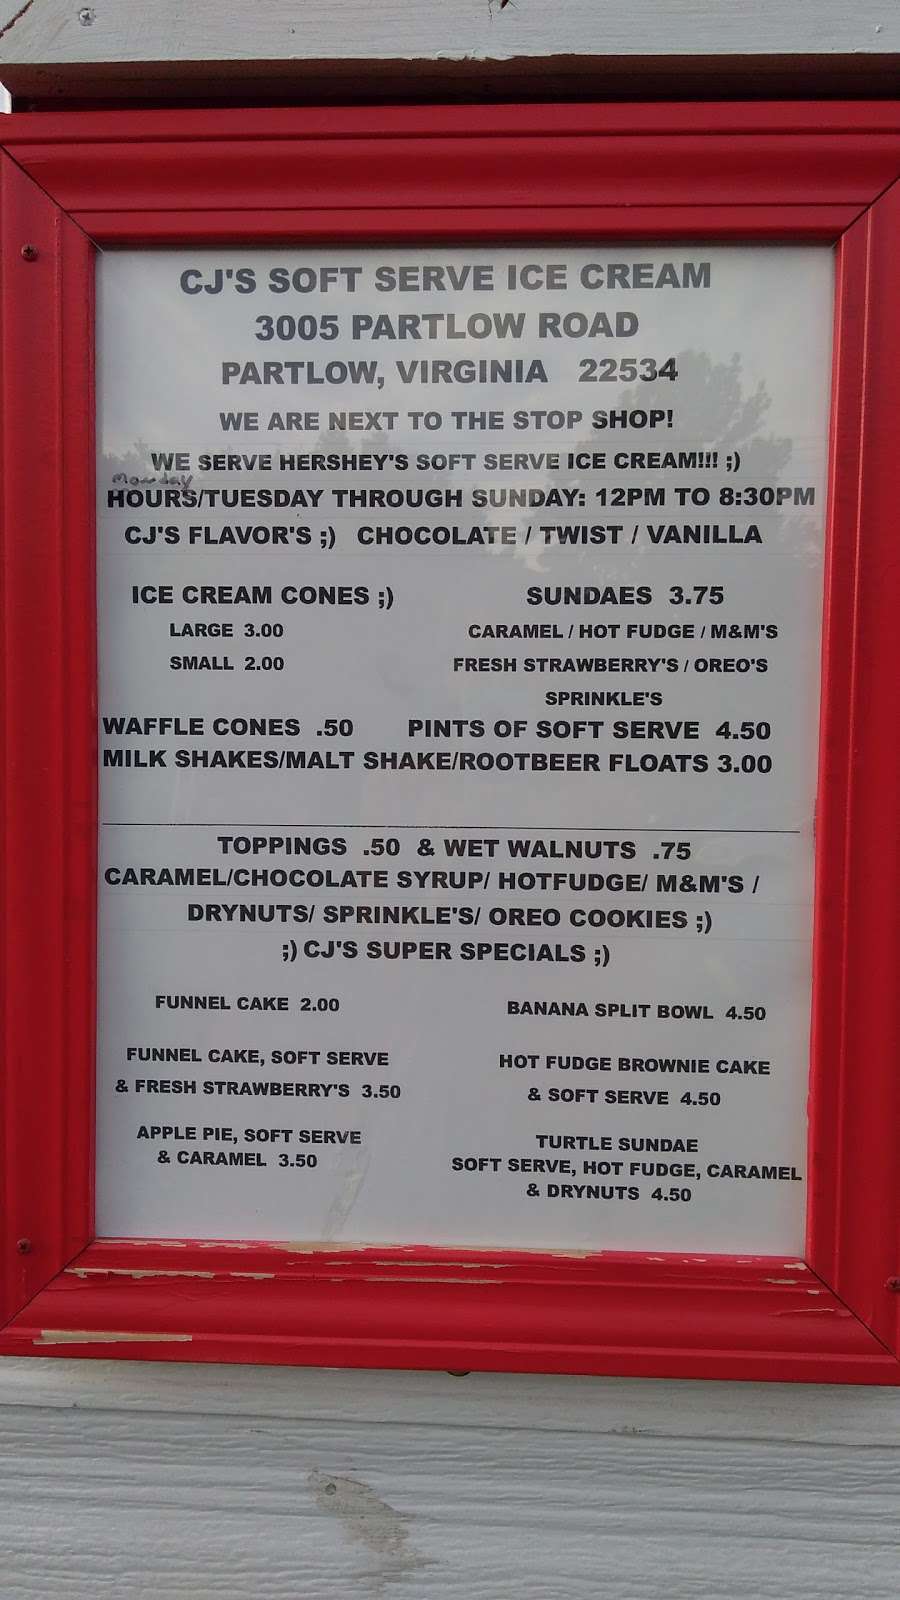 CJ'S SOFT SERVE ICE CREAM
3005 PARTLOW ROAD
PARTLOW, VIRGINIA 22534
WE ARE NEXT TO THE STOP SHOP!
WE SERVE HERSHEY'S SOFT SERVE ICE CREAM!!! ;)
Monday
HOURS/TUESDAY THROUGH SUNDAY: 12PM TO 8:30PM
CJ'S FLAVOR'S ;) CHOCOLATE / TWIST / VANILLA
ICE CREAM CONES ;)
LARGE 3.00
SMALL 2.00
SUNDAES 3.75
CARAMEL / HOT FUDGE / M&M'S
FRESH STRAWBERRY'S / OREO'S
SPRINKLE'S
WAFFLE CONES .50 PINTS OF SOFT SERVE 4.50
MILK SHAKES/MALT SHAKE/ROOTBEER FLOATS 3.00
TOPPINGS .50 & WET WALNUTS .75
CARAMEL/CHOCOLATE SYRUP/ HOTFUDGE/ M&M'S /
DRYNUTS/ SPRINKLE'S/ OREO COOKIES ;)
;) CJ'S SUPER SPECIALS ;)
FUNNEL CAKE 2.00
FUNNEL CAKE, SOFT SERVE
& FRESH STRAWBERRY'S 3.50
APPLE PIE, SOFT SERVE
& CARAMEL 3.50
BANANA SPLIT BOWL 4.50
HOT FUDGE BROWNIE CAKE
& SOFT SERVE 4.50
TURTLE SUNDAE
SOFT SERVE, HOT FUDGE, CARAMEL
& DRYNUTS 4.50